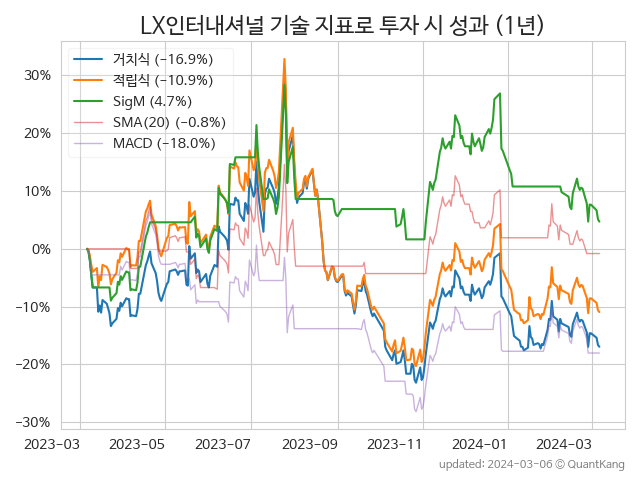 LX인터내셔널 기술 지표로 투자 시 성과 (1년)
거치식 (−16.9%)
적립식 (−10.9%)
SigM (4.7%)
SMA(20) (−0.8%)
MACD (−18.0%)
30%
20%
10%
0%
−10%
−20%
−30%
2023−03 2023−05 2023−07 2023−09 2023−11 2024−01 2024−03
updated: 2024−03−06 ⓒ QuantKang